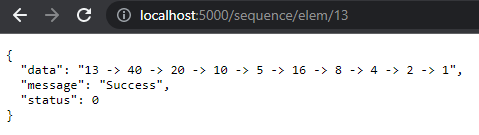 localhost:5000/sequence/elem/13
{
  "data": "13 -> 40 -> 20 -> 10 -> 5 -> 16 -> 8 -> 4 -> 2 -> 1",
  "message": "Success",
  "status": 0
}